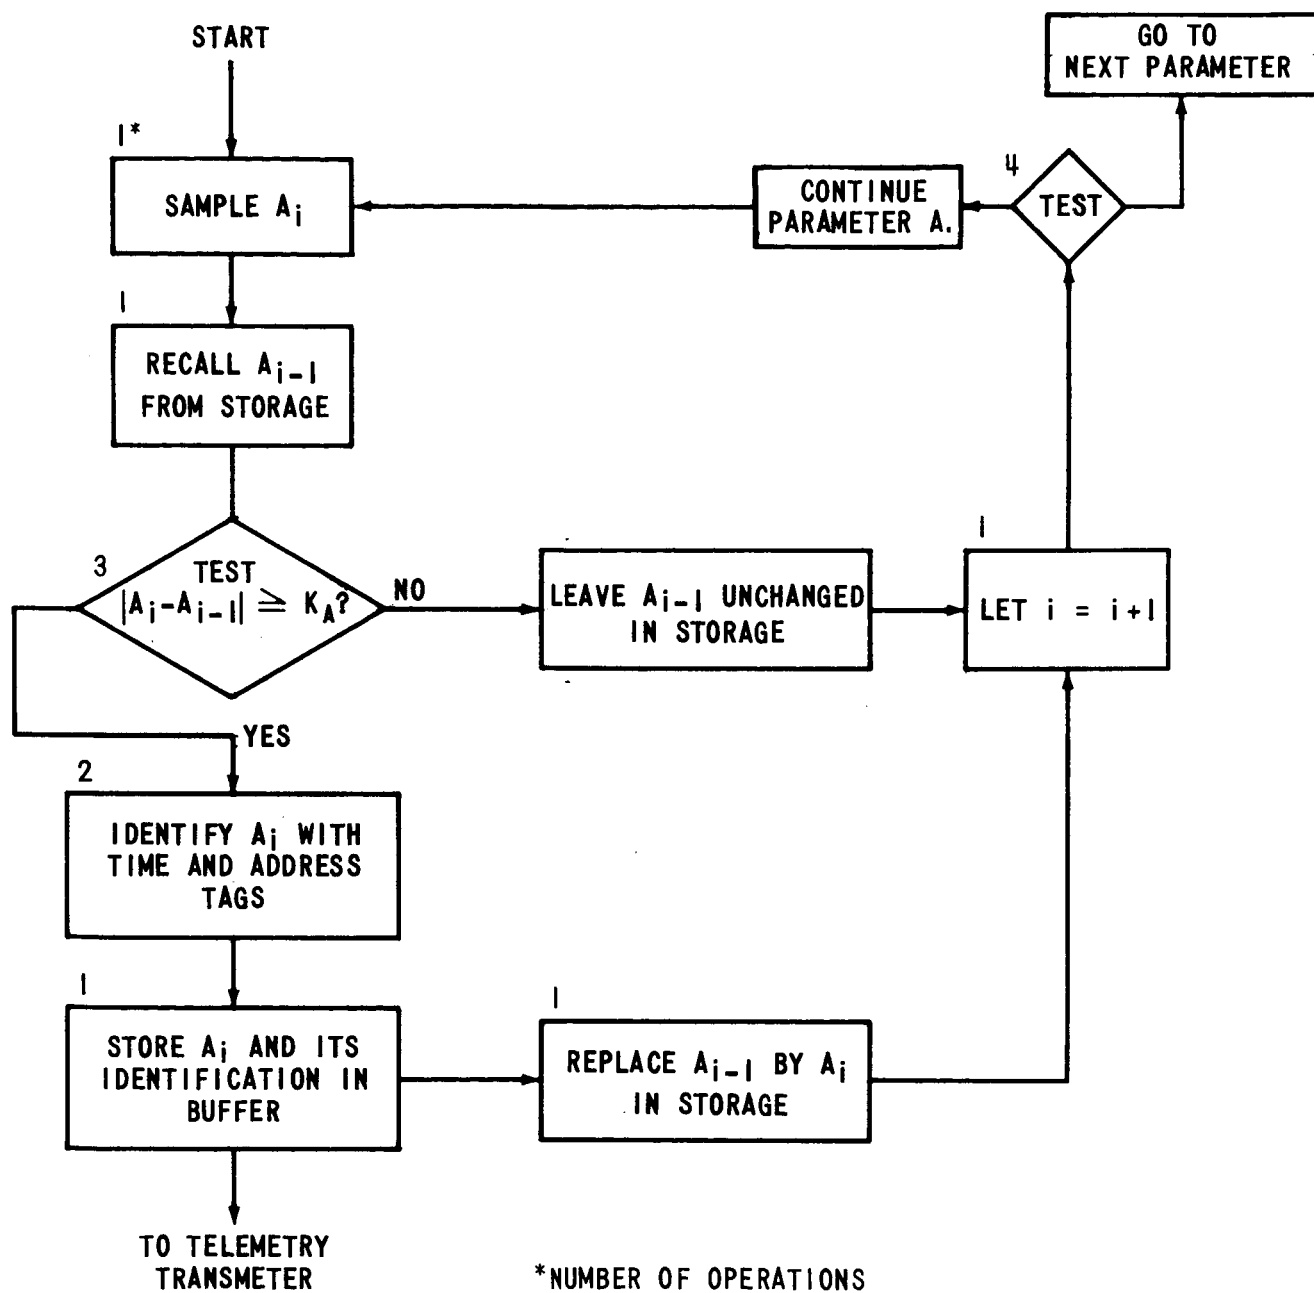 START
1*
SAMPLE Ai
1
RECALL Ai-1
FROM STORAGE
3
TEST
|Ai-Ai-1| ≧ KA?
NO
YES
2
IDENTIFY Ai WITH
TIME AND ADDRESS
TAGS
1
STORE Ai AND ITS
IDENTIFICATION IN
BUFFER
TO TELEMETRY
TRANSMETER
LEAVE Ai-1 UNCHANGED
IN STORAGE
1
REPLACE Ai-1 BY Ai
IN STORAGE
1
LET i = i+1
4
TEST
CONTINUE
PARAMETER A.
GO TO
NEXT PARAMETER
*NUMBER OF OPERATIONS